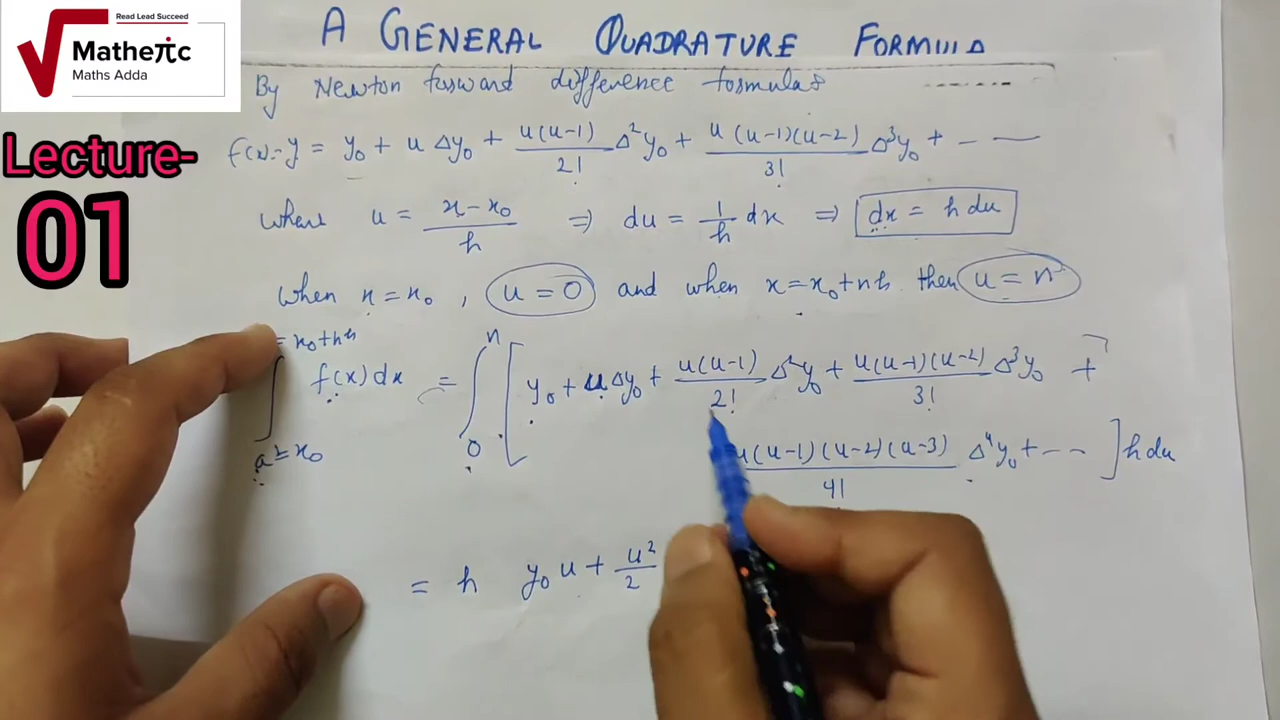 Read Lead Succeed
Matheπc
Maths Adda
Lecture-
01
A GENERAL QUADRATURE FORMULA
By Newton forward difference formulas ------
f(x)=y = y₀ + u Δy₀ + u(u-1)/2! Δ²y₀ + u(u-1)(u-2)/3! Δ³y₀ + - —
where u = x-x₀/h ⇒ du = 1/h dx ⇒ dx = h du
when x = x₀, u = 0 and when x = x₀+nh then u = n
∫ a=x₀ = x₀+nh f(x)dx = ∫ 0 n [ y₀ + uΔy₀ + u(u-1)/2! Δ²y₀ + u(u-1)(u-2)/3! Δ³y₀ +
u(u-1)(u-2)(u-3)/4! Δ⁴y₀ + --- ] h du
= h y₀u + u²/2